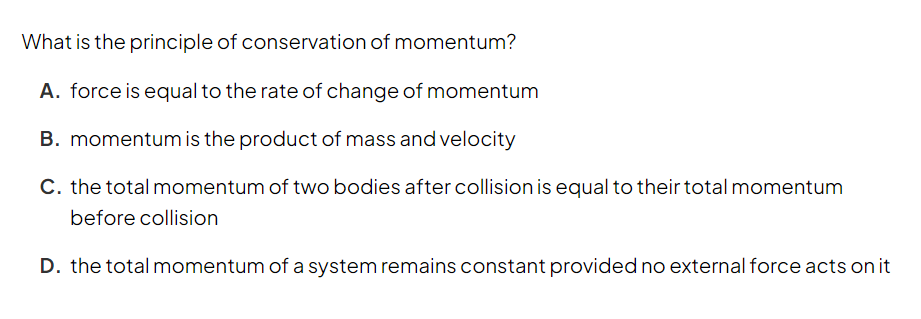 What is the principle of conservation of momentum?
A. force is equal to the rate of change of momentum
B. momentum is the product of mass and velocity
C. the total momentum of two bodies after collision is equal to their total momentum
before collision
D. the total momentum of a system remains constant provided no external force acts on it